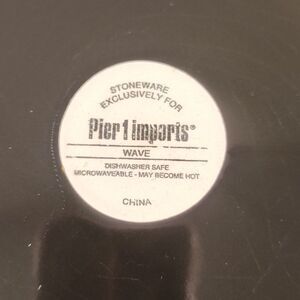 STONEWARE
EXCLUSIVELY FOR
Pier 1 imports®
WAVE
DISHWASHER SAFE
MICROWAVEABLE - MAY BECOME HOT
CHINA